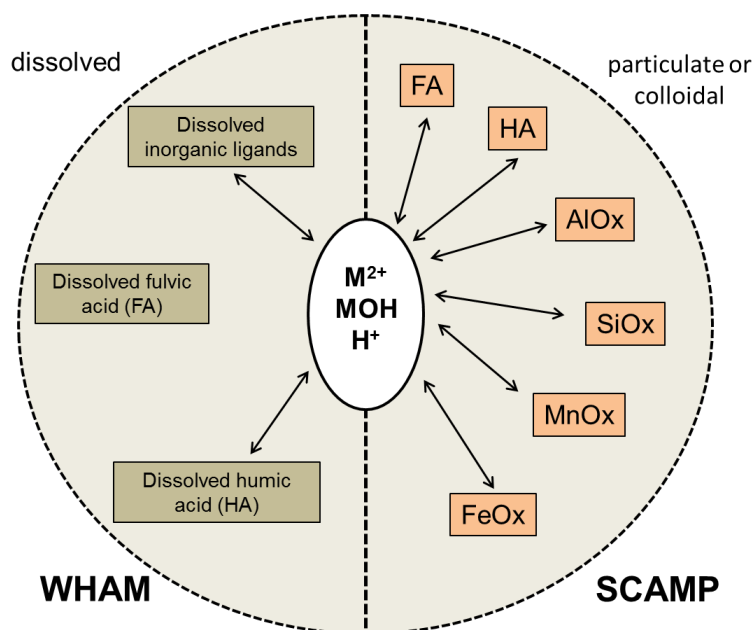 dissolved
particulate or
colloidal
Dissolved
inorganic ligands
Dissolved fulvic
acid (FA)
Dissolved humic
acid (HA)
M²⁺
MOH
H⁺
FA
HA
AlOx
SiOx
MnOx
FeOx
WHAM
SCAMP